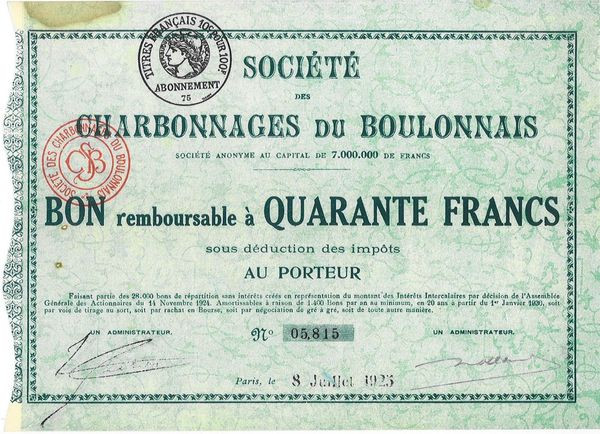 TITRES FRANÇAIS 10c POUR 100f
ABONNEMENT
75
SOCIÉTÉ
DES
CHARBONNAGES DU BOULONNAIS
SOCIÉTÉ ANONYME AU CAPITAL DE 7.000.000 DE FRANCS
SOCIÉTÉ DES CHARBONNAGES DU BOULONNAIS
CSB
BON remboursable à QUARANTE FRANCS
sous déduction des impôts
AU PORTEUR
Faisant partie des 28.000 bons de répartition sans intérêts créés en représentation du montant des Intérêts Intercalaires par décision de l'Assemblée
Générale des Actionnaires du 14 Novembre 1924. Amortissables à raison de 1.400 Bons par an au minimum, en 20 ans à partir du 1er Janvier 1930, soit
par voie de tirage au sort, soit par rachat en Bourse, soit par négociation de gré à gré, soit de toute autre manière.
UN ADMINISTRATEUR. No 05,815 UN ADMINISTRATEUR.
Paris, le 8 Juillet 1925